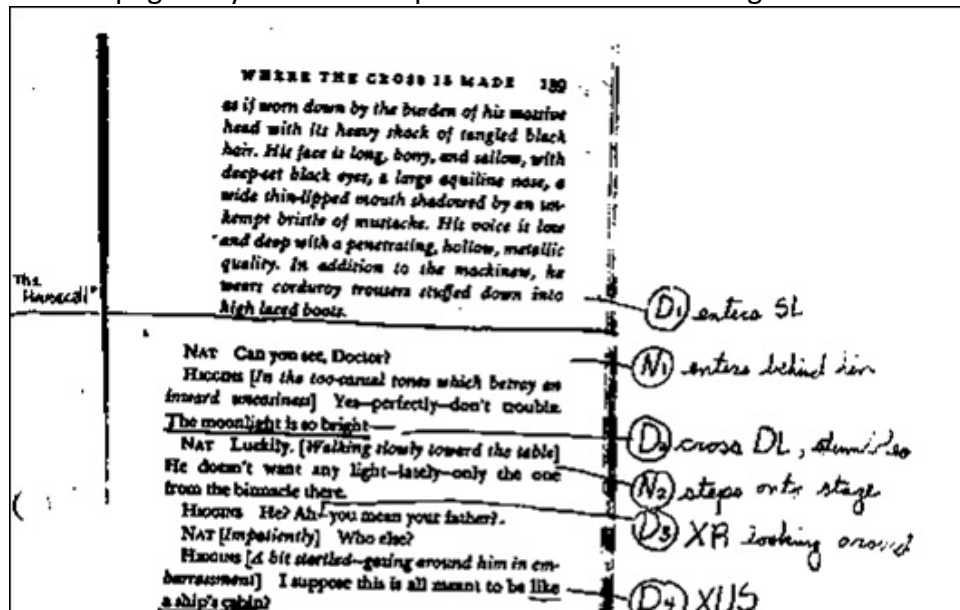 WHERE THE CROSS IS MADE 189
as if worn down by the burden of his massive
head with its heavy shock of tangled black
hair. His face is long, bony, and sallow, with
deep-set black eyes, a large aquiline nose, a
wide thin-lipped mouth shadowed by an un-
kempt bristle of mustache. His voice is low
and deep with a penetrating, hollow, metallic
quality. In addition to the mackinaw, he
wears corduroy trousers stuffed down into
high laced boots.
The
Housecall"
D1 enters SL
NAT Can you see, Doctor?
N1 enters behind him
HIGGINS [In the too-casual tones which betray an
inward uneasiness] Yes—perfectly—don't trouble.
The moonlight is so bright—
D2 cross DL,
NAT Luckily. [Walking slowly toward the table]
He doesn't want any light—lately—only the one
from the binnacle there.
N2 steps onto stage
HIGGINS He? Ah—you mean your father?
D3 XR looking around
NAT [Impatiently] Who else?
HIGGINS [A bit startled—gazing around him in em-
barrassment] I suppose this is all meant to be like
a ship's cabin?
D4 XUS